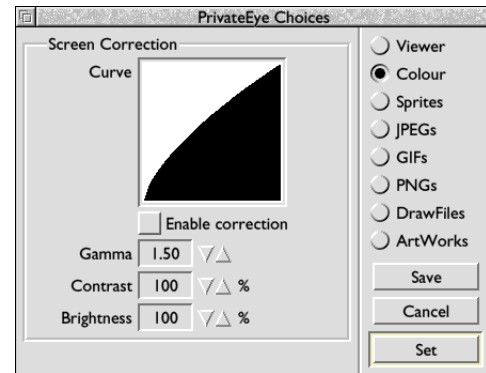 PrivateEye Choices
Screen Correction
Curve
Enable correction
Gamma 1.50
Contrast 100 %
Brightness 100 %
Viewer
Colour
Sprites
JPEGs
GIFs
PNGs
DrawFiles
ArtWorks
Save
Cancel
Set